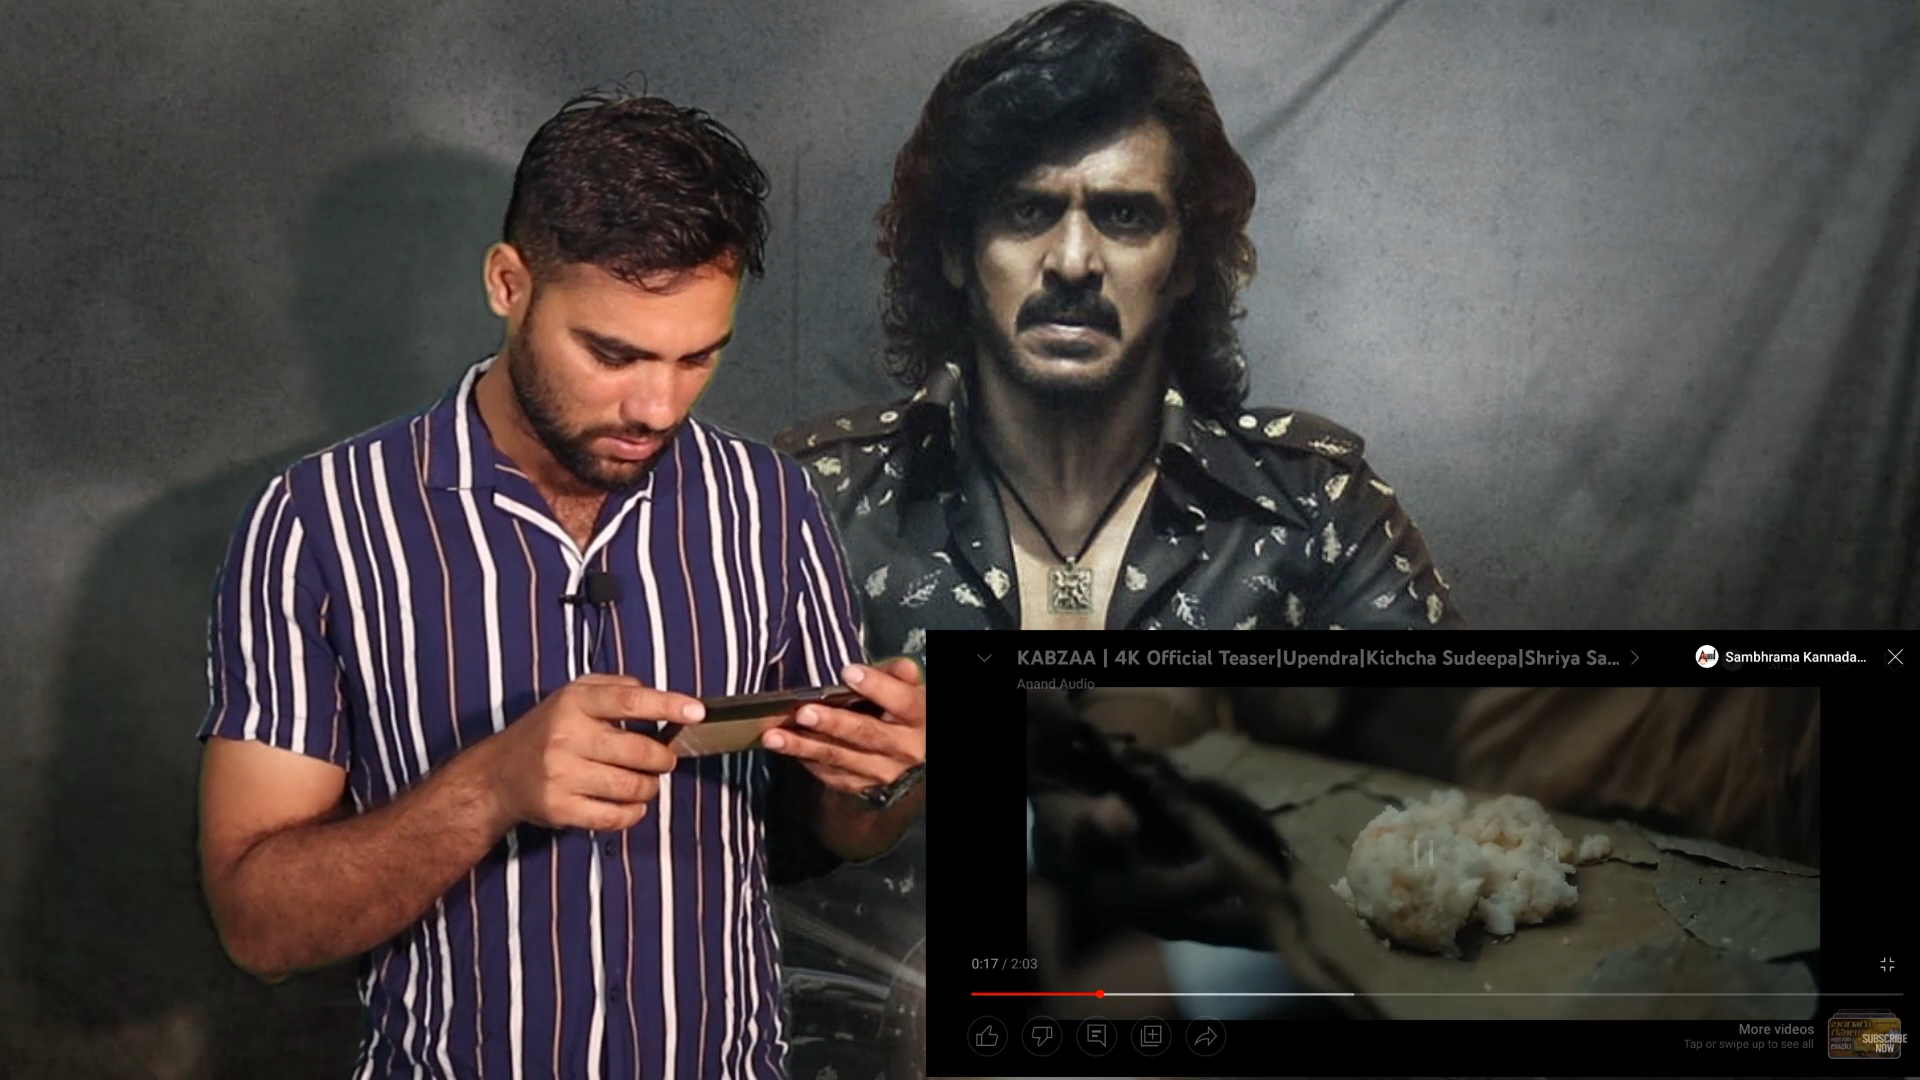 KABZAA | 4K Official Teaser|Upendra|Kichcha Sudeepa|Shriya Sa...
Sambhrama Kannada...
Anand Audio
0:17 / 2:03
More videos
Tap or swipe up to see all
SUBSCRIBE
NOW